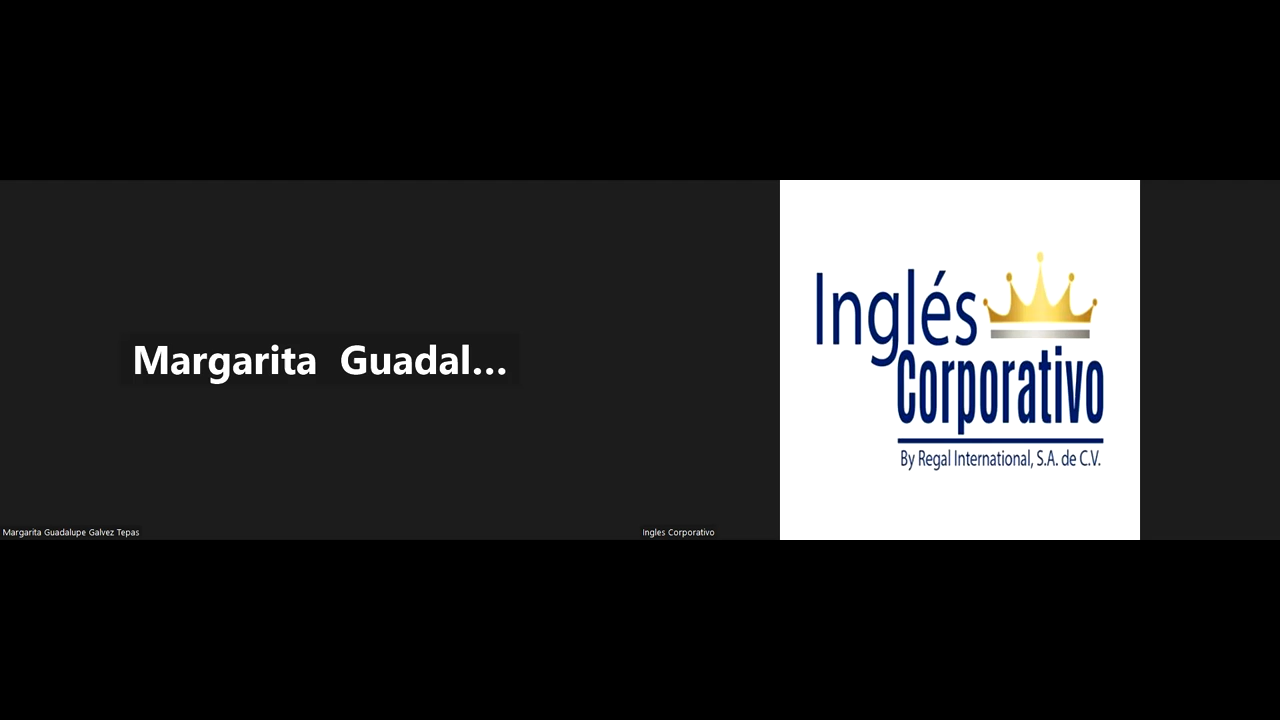 Margarita  Guadal...
Margarita Guadalupe Galvez Tepas
Inglés
Corporativo
By Regal International, S.A. de C.V.
Ingles Corporativo